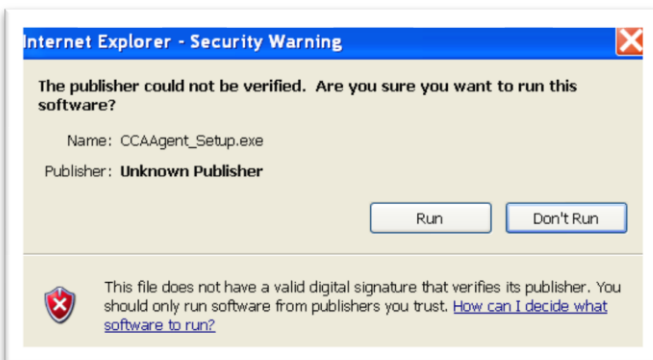 Internet Explorer - Security Warning
The publisher could not be verified. Are you sure you want to run this
software?
Name: CCAAgent_Setup.exe
Publisher: Unknown Publisher
Run
Don't Run
This file does not have a valid digital signature that verifies its publisher. You
should only run software from publishers you trust. How can I decide what
software to run?